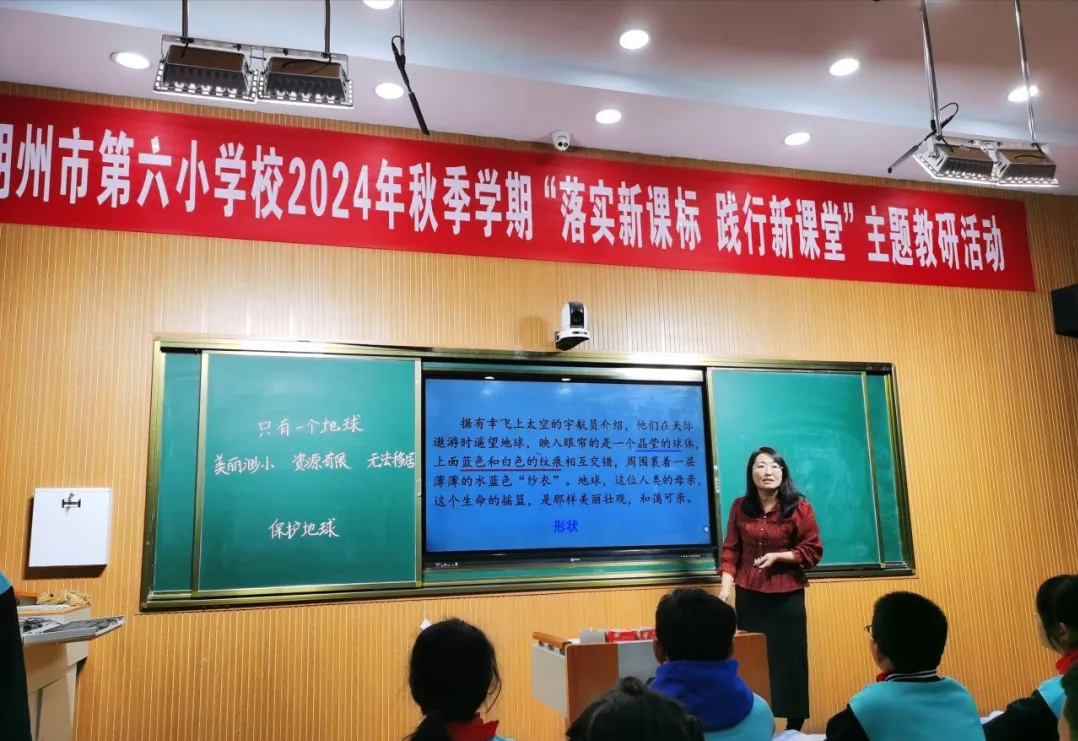 朔州市第六小学校2024年秋季学期“落实新课标 践行新课堂”主题教研活动
只有一个地球
美丽渺小 资源有限 无法移居
保护地球
据有幸飞上太空的宇航员介绍，他们在天际
遨游时遥望地球，映入眼帘的是一个晶莹的球体，
上面蓝色和白色的纹痕相互交错，周围裹着一层
薄薄的水蓝色“纱衣”。地球，这位人类的母亲，
这个生命的摇篮，是那样美丽壮观，和蔼可亲。
形状